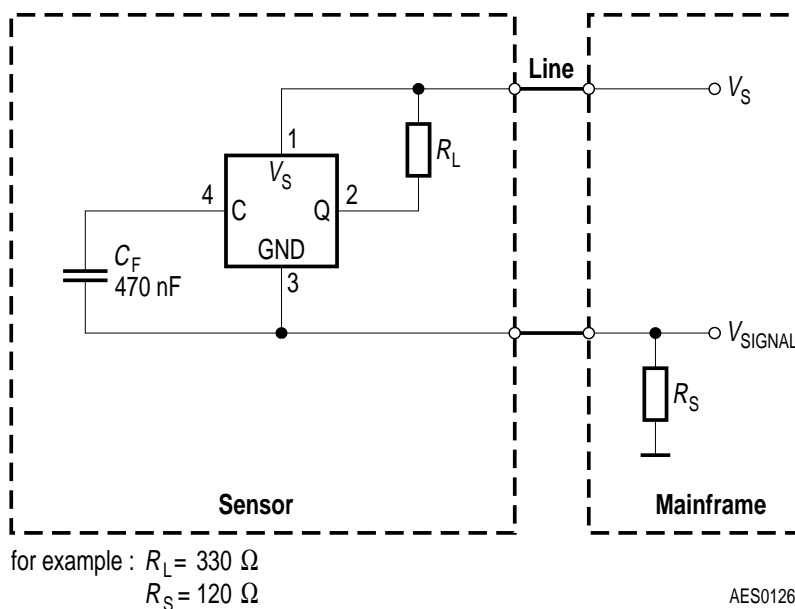 Line
V_S
1
R_L
V_S
4
2
C
Q
GND
C_F
470 nF
3
V_SIGNAL
R_S
Sensor
Mainframe
for example : R_L = 330 Ω
R_S = 120 Ω
AES0126